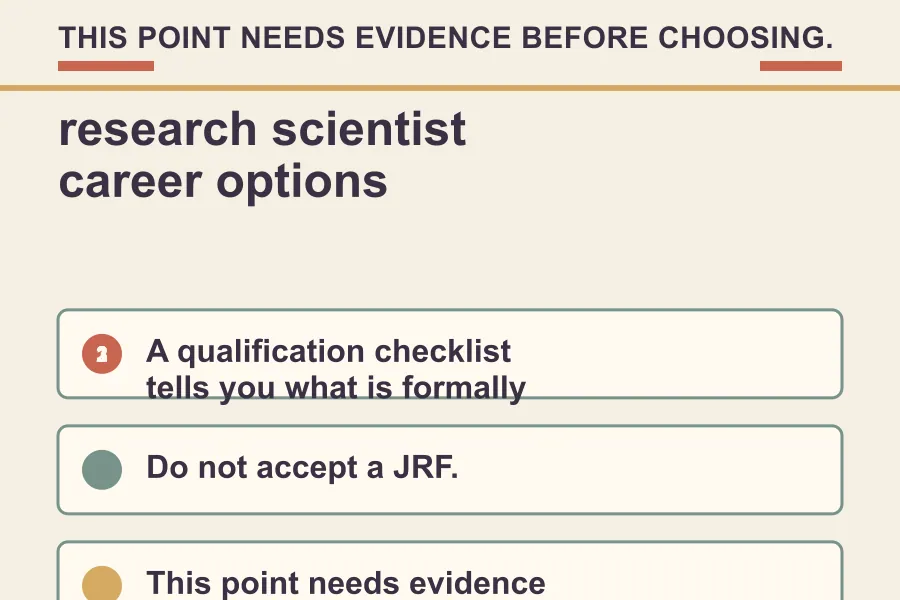 THIS POINT NEEDS EVIDENCE BEFORE CHOOSING.
research scientist
career options
A qualification checklist
tells you what is formally
Do not accept a JRF.
This point needs evidence